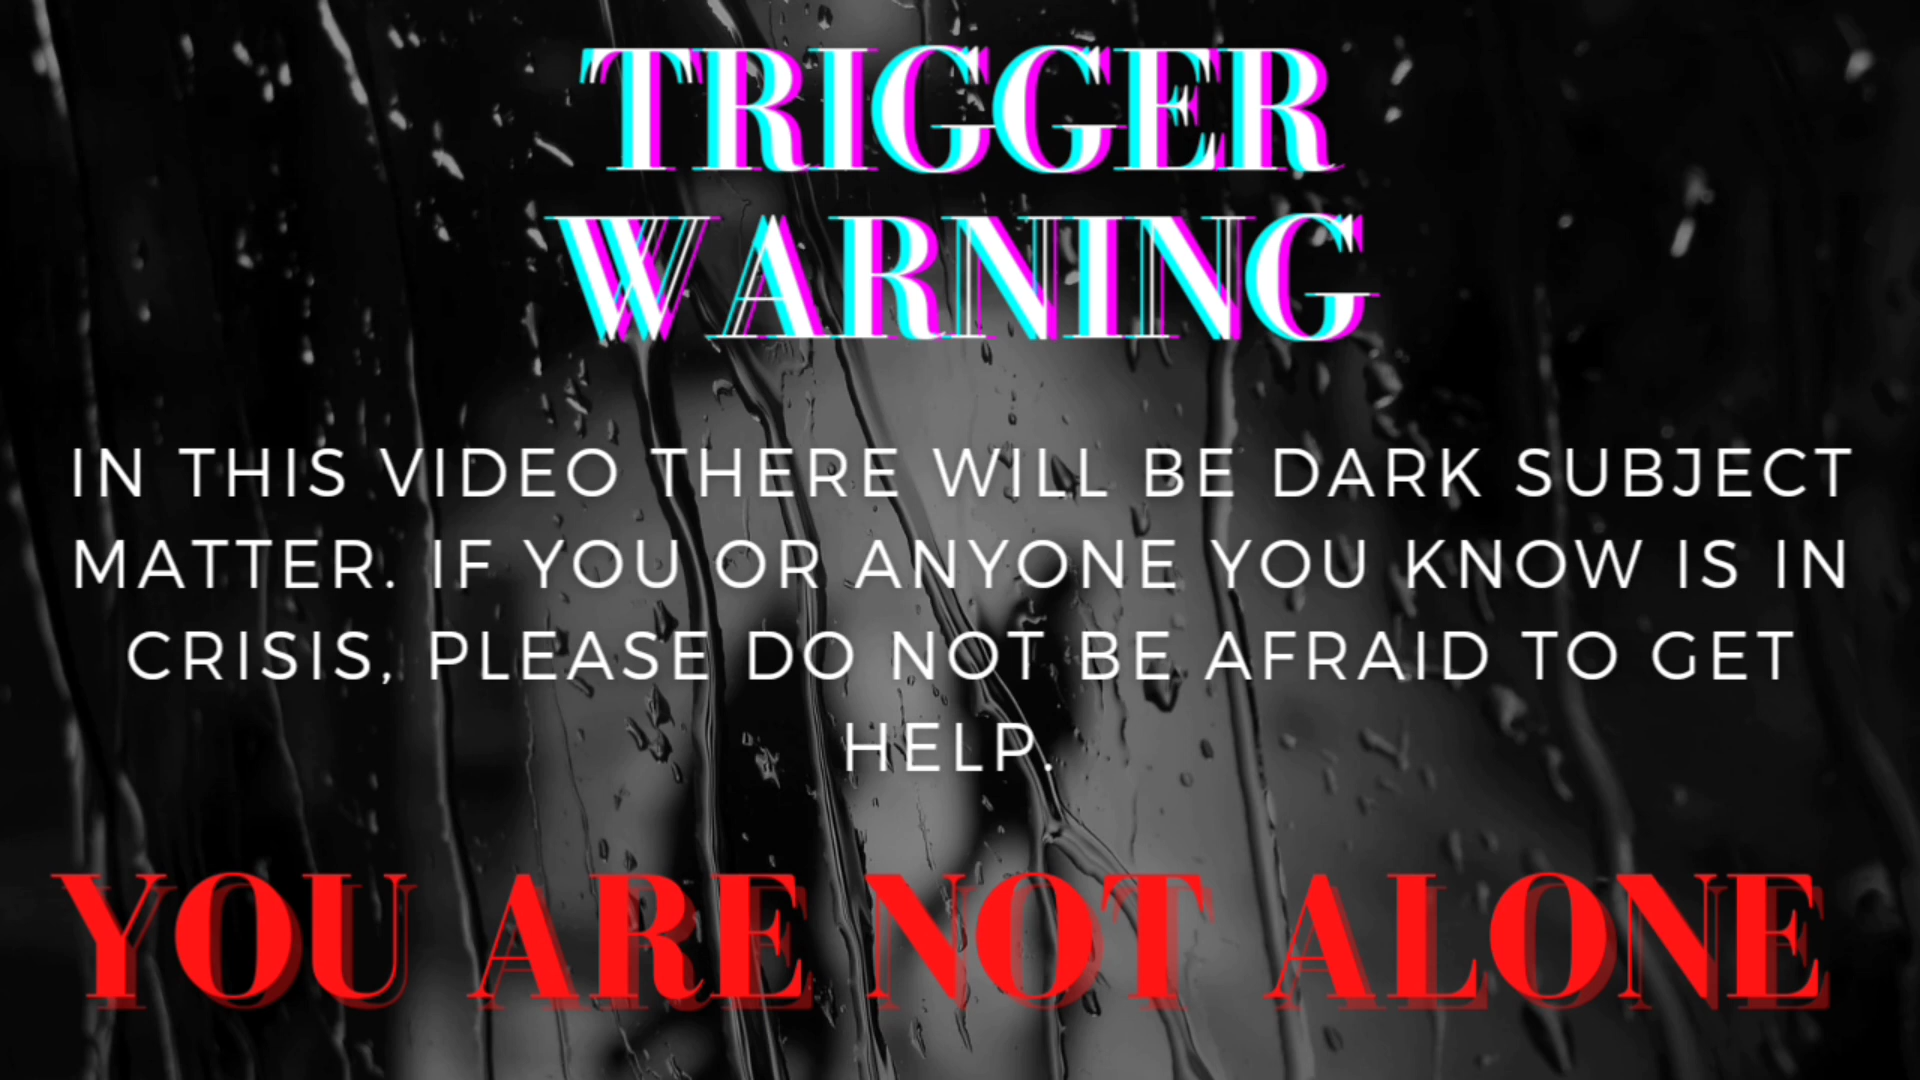 TRIGGER
WARNING
IN THIS VIDEO THERE WILL BE DARK SUBJECT
MATTER. IF YOU OR ANYONE YOU KNOW IS IN
CRISIS, PLEASE DO NOT BE AFRAID TO GET
HELP.
YOU ARE NOT ALONE